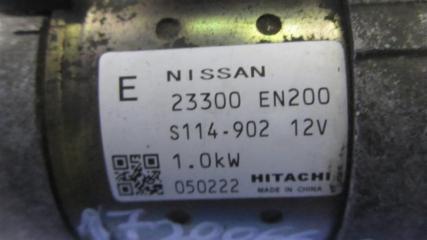 E NISSAN
23300 EN200
S114-902 12V
1.0kW
050222 HITACHI
MADE IN CHINA